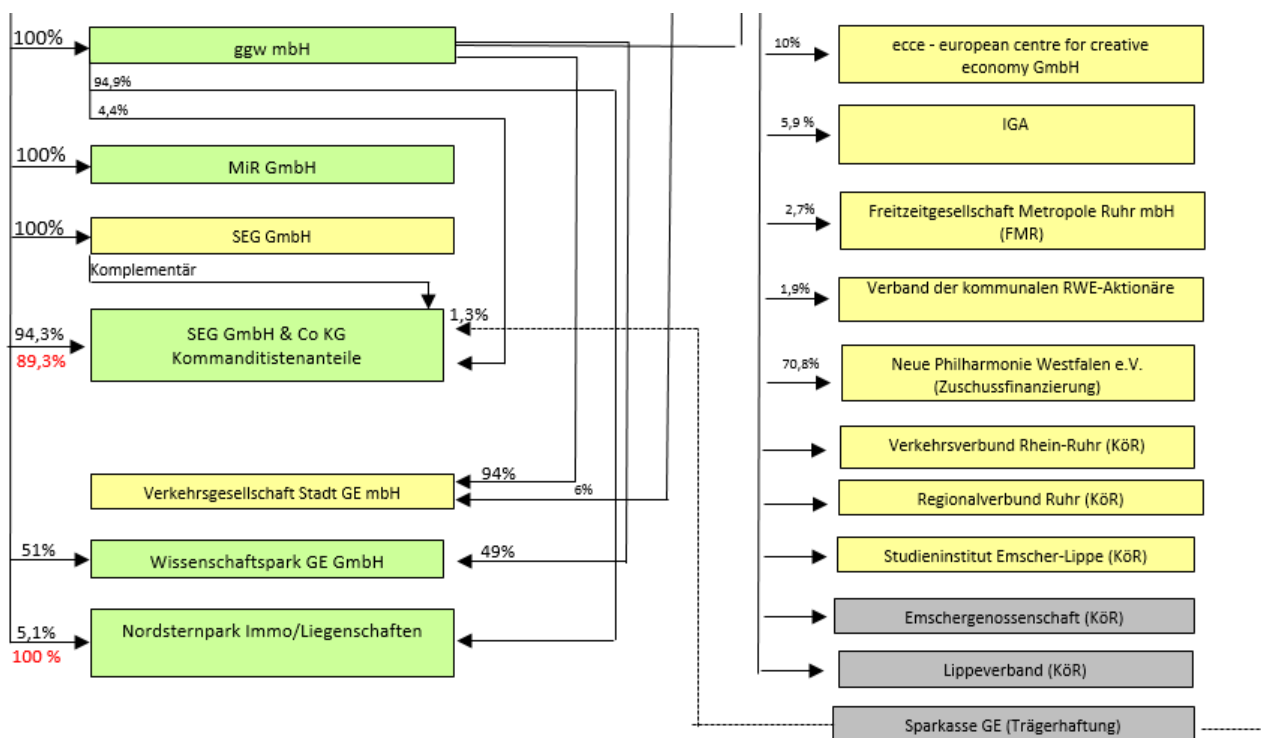 100%
ggw mbH
94,9%
4,4%
100%
MiR GmbH
100%
SEG GmbH
Komplementär
94,3%
89,3%
SEG GmbH & Co KG
Kommanditistenanteile
1,3%
Verkehrsgesellschaft Stadt GE mbH
94%
6%
51%
Wissenschaftspark GE GmbH
49%
5,1%
100 %
Nordsternpark Immo/Liegenschaften
10%
ecce - european centre for creative
economy GmbH
5,9 %
IGA
2,7%
Freitzeitgesellschaft Metropole Ruhr mbH
(FMR)
1,9%
Verband der kommunalen RWE-Aktionäre
70,8%
Neue Philharmonie Westfalen e.V.
(Zuschussfinanzierung)
Verkehrsverbund Rhein-Ruhr (KöR)
Regionalverbund Ruhr (KöR)
Studieninstitut Emscher-Lippe (KöR)
Emschergenossenschaft (KöR)
Lippeverband (KöR)
Sparkasse GE (Trägerhaftung)